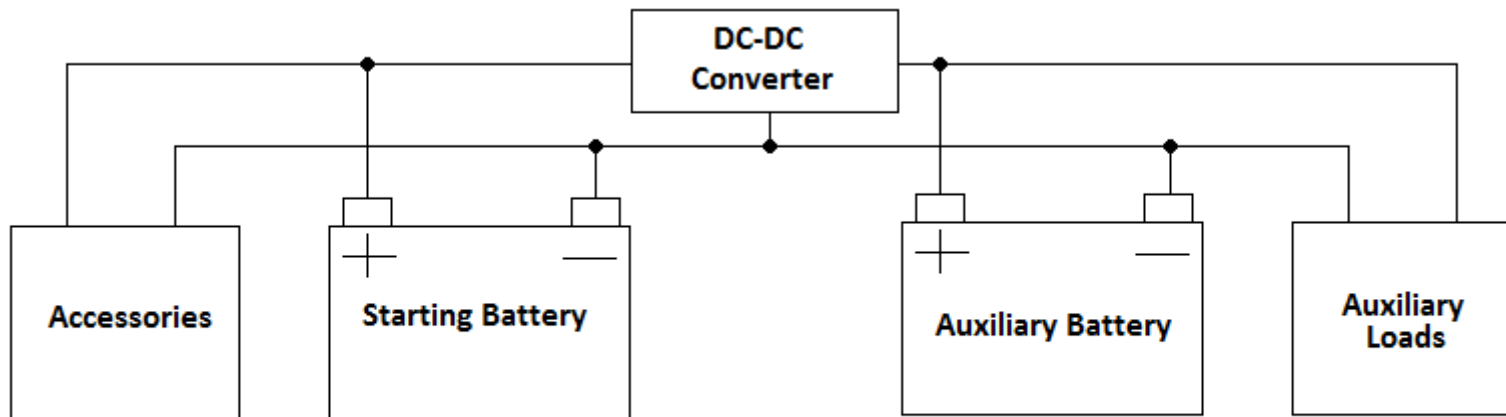 DC-DC
Converter
Accessories
+
—
Starting Battery
+
—
Auxiliary Battery
Auxiliary
Loads